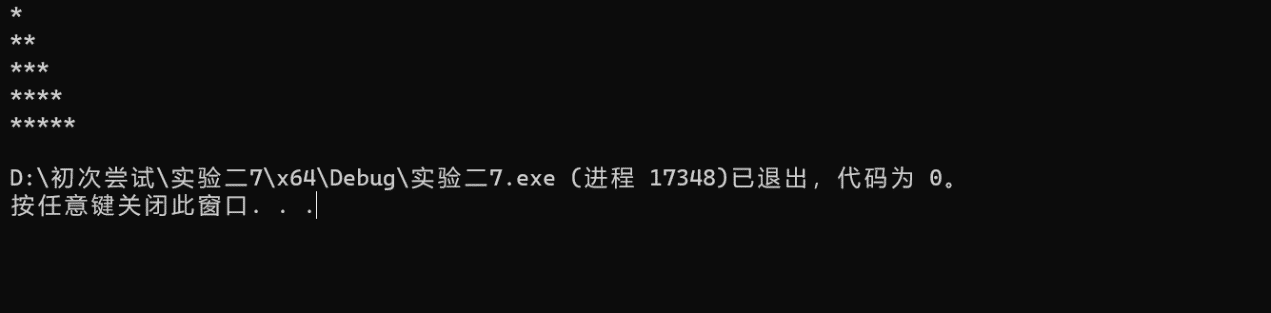 *
**
***
****
*****
D:\初次尝试\实验二7\x64\Debug\实验二7.exe (进程 17348)已退出，代码为 0。
按任意键关闭此窗口. . .